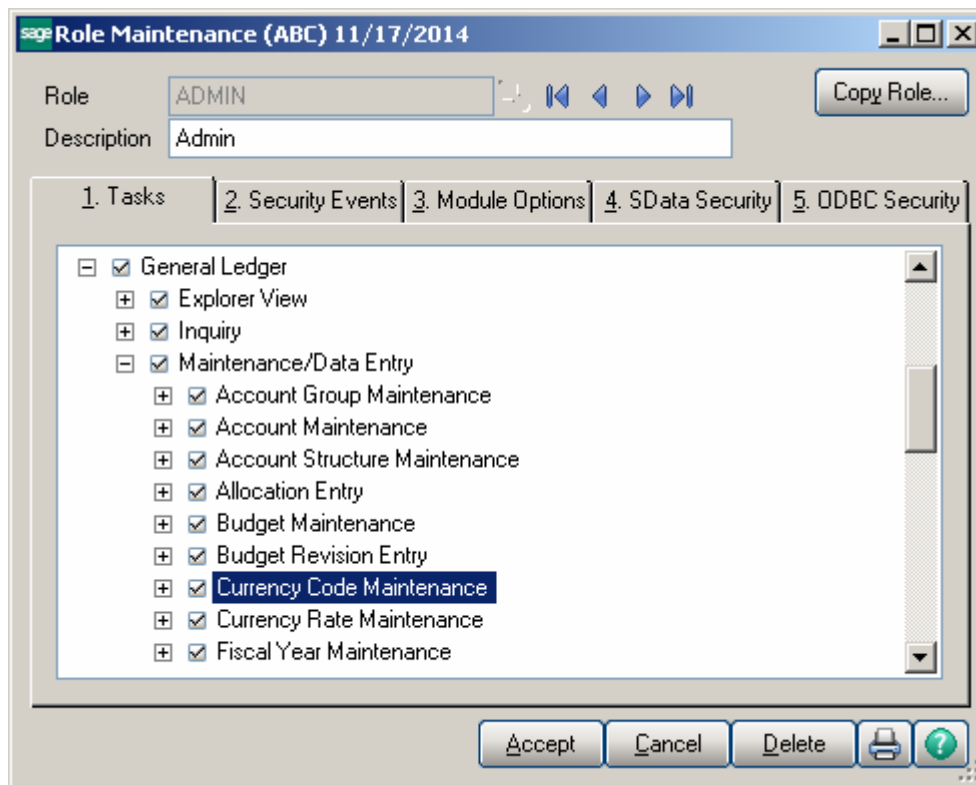 sage Role Maintenance (ABC) 11/17/2014
Role ADMIN Copy Role...
Description Admin
1. Tasks 2. Security Events 3. Module Options 4. SData Security 5. ODBC Security
General Ledger
Explorer View
Inquiry
Maintenance/Data Entry
Account Group Maintenance
Account Maintenance
Account Structure Maintenance
Allocation Entry
Budget Maintenance
Budget Revision Entry
Currency Code Maintenance
Currency Rate Maintenance
Fiscal Year Maintenance
Accept Cancel Delete ?